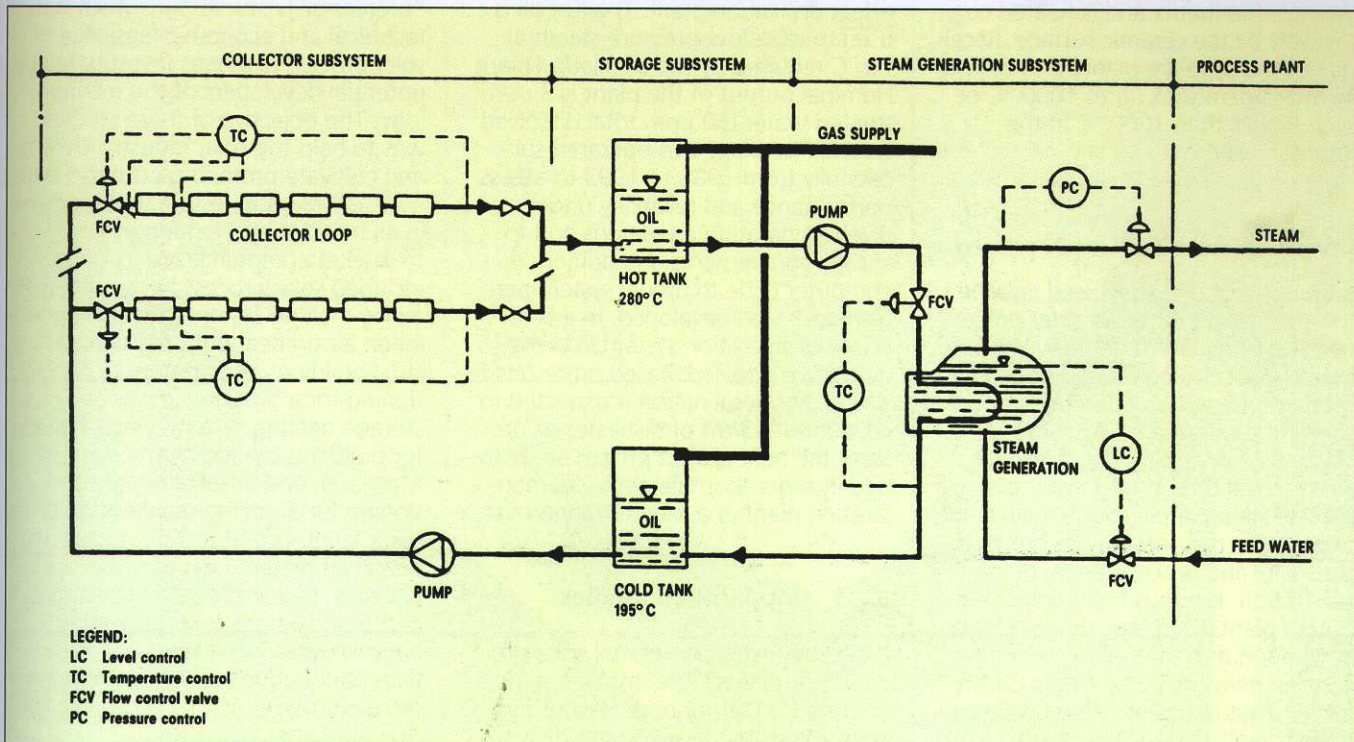 COLLECTOR SUBSYSTEM
STORAGE SUBSYSTEM
STEAM GENERATION SUBSYSTEM
PROCESS PLANT
GAS SUPPLY
TC
PC
OIL
PUMP
STEAM
FCV
COLLECTOR LOOP
HOT TANK
280°C
FCV
FCV
TC
TC
STEAM
GENERATION
LC.
OIL
FEED WATER
PUMP
COLD TANK
195°C
FCV
LEGEND:
LC Level control
TC Temperature control
FCV Flow control valve
PC Pressure control